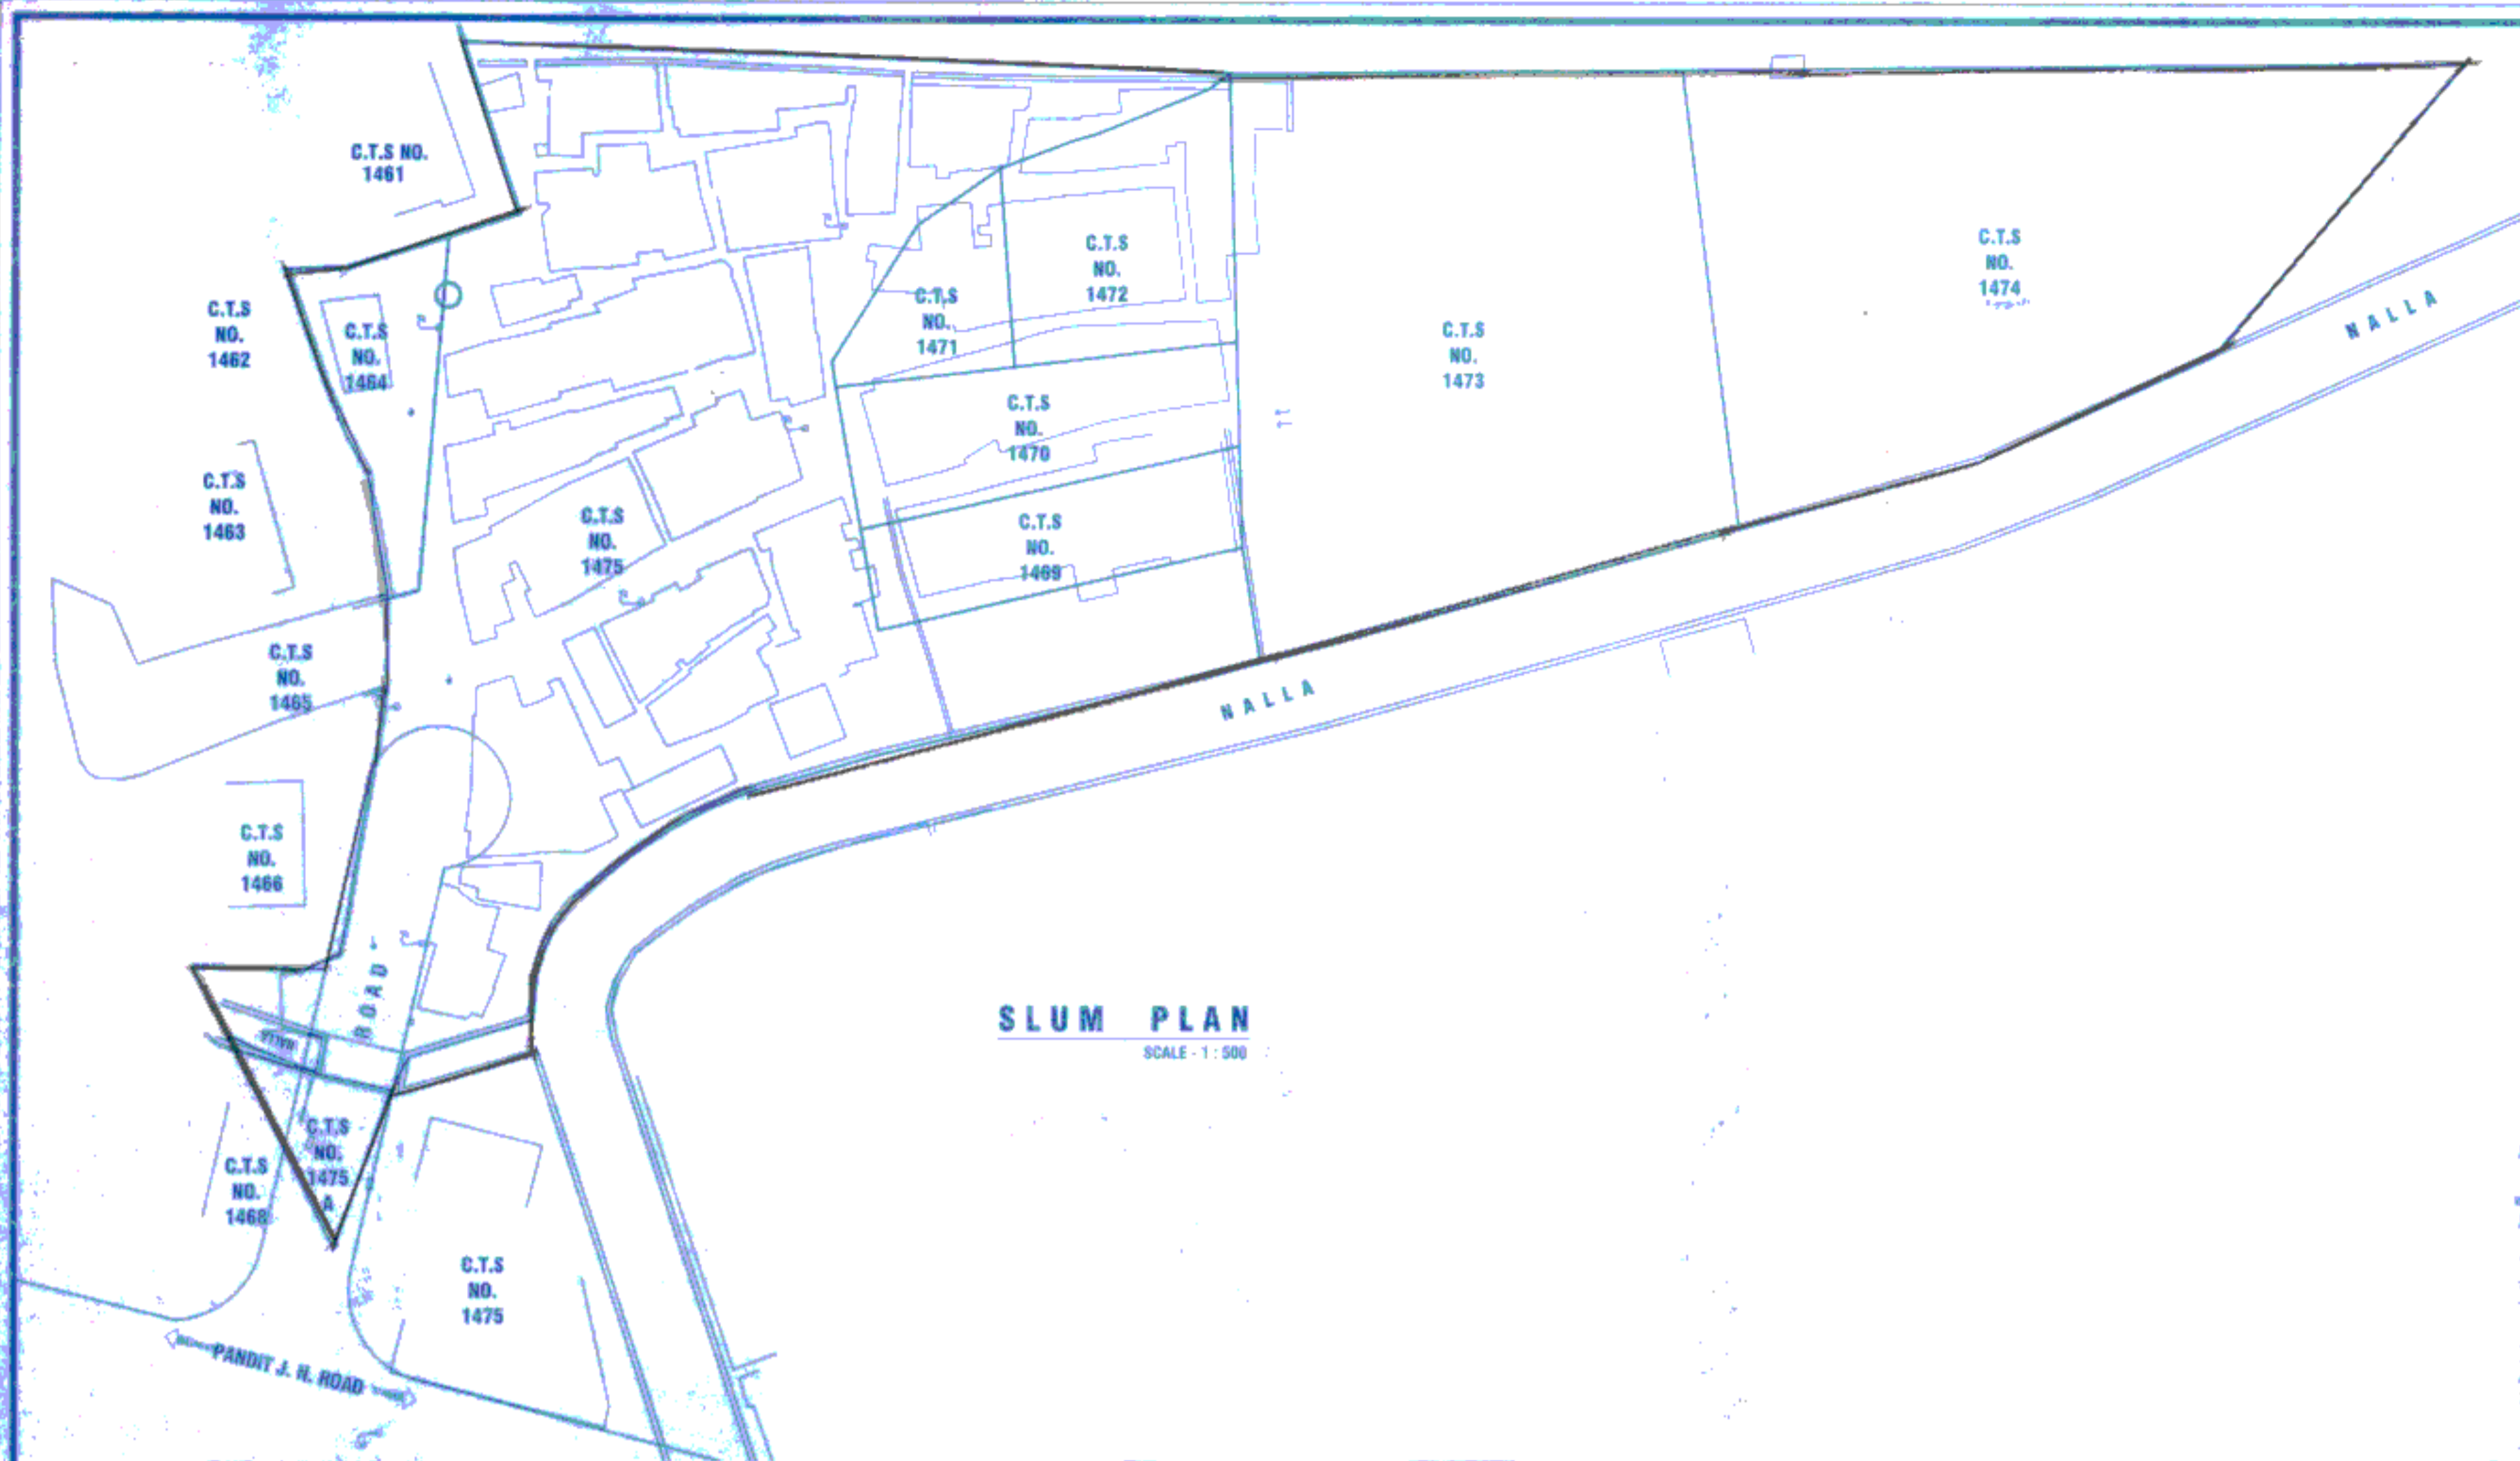 C.T.S NO.
1461
C.T.S
NO.
1462
C.T.S
NO.
1464
C.T.S
NO.
1463
C.T.S
NO.
1465
C.T.S
NO.
1466
C.T.S
NO.
1475
C.T.S
NO.
1471
C.T.S
NO.
1472
C.T.S
NO.
1470
C.T.S
NO.
1469
C.T.S
NO.
1473
C.T.S
NO.
1474
NALLA
NALLA
ROAD
NALLA
C.T.S
NO.
1475
A
C.T.S
NO.
1468
C.T.S
NO.
1475
PANDIT J. N. ROAD
SLUM PLAN
SCALE - 1 : 500